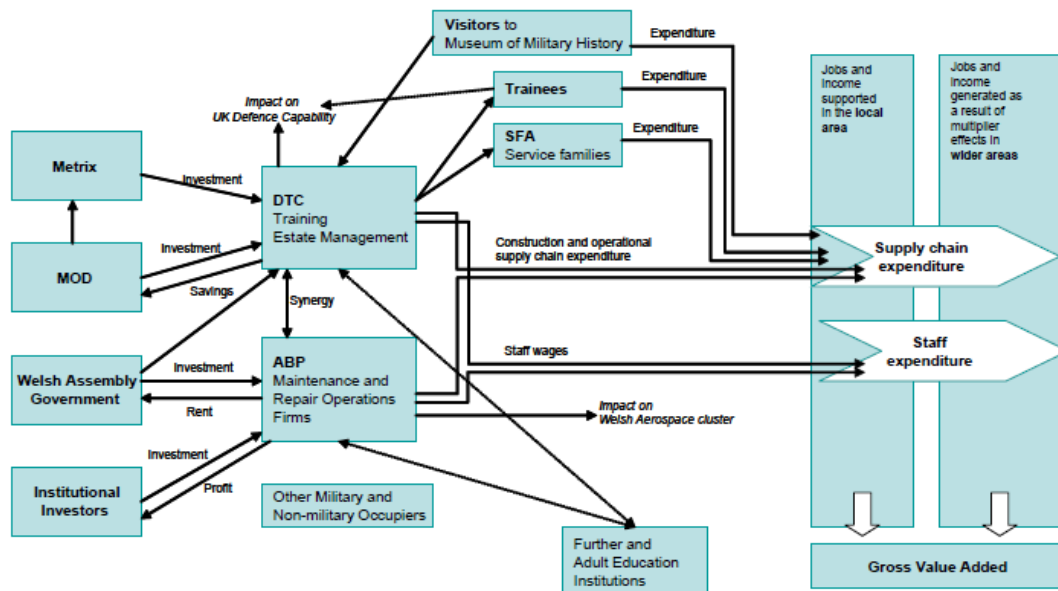 Visitors to
Museum of Military History
Expenditure
Trainees
Expenditure
SFA
Service families
Expenditure
Impact on
UK Defence Capability
Metrix
Investment
DTC
Training
Estate Management
MOD
Investment
Savings
Construction and operational
supply chain expenditure
Synergy
Welsh Assembly
Government
Investment
Rent
ABP
Maintenance and
Repair Operations
Firms
Staff wages
Impact on
Welsh Aerospace cluster
Institutional
Investors
Investment
Profit
Other Military and
Non-military Occupiers
Further and
Adult Education
Institutions
Jobs and
Income
supported
in the local
area
Jobs and
Income
generated as
a result of
multiplier
effects in
wider areas
Supply chain
expenditure
Staff
expenditure
Gross Value Added